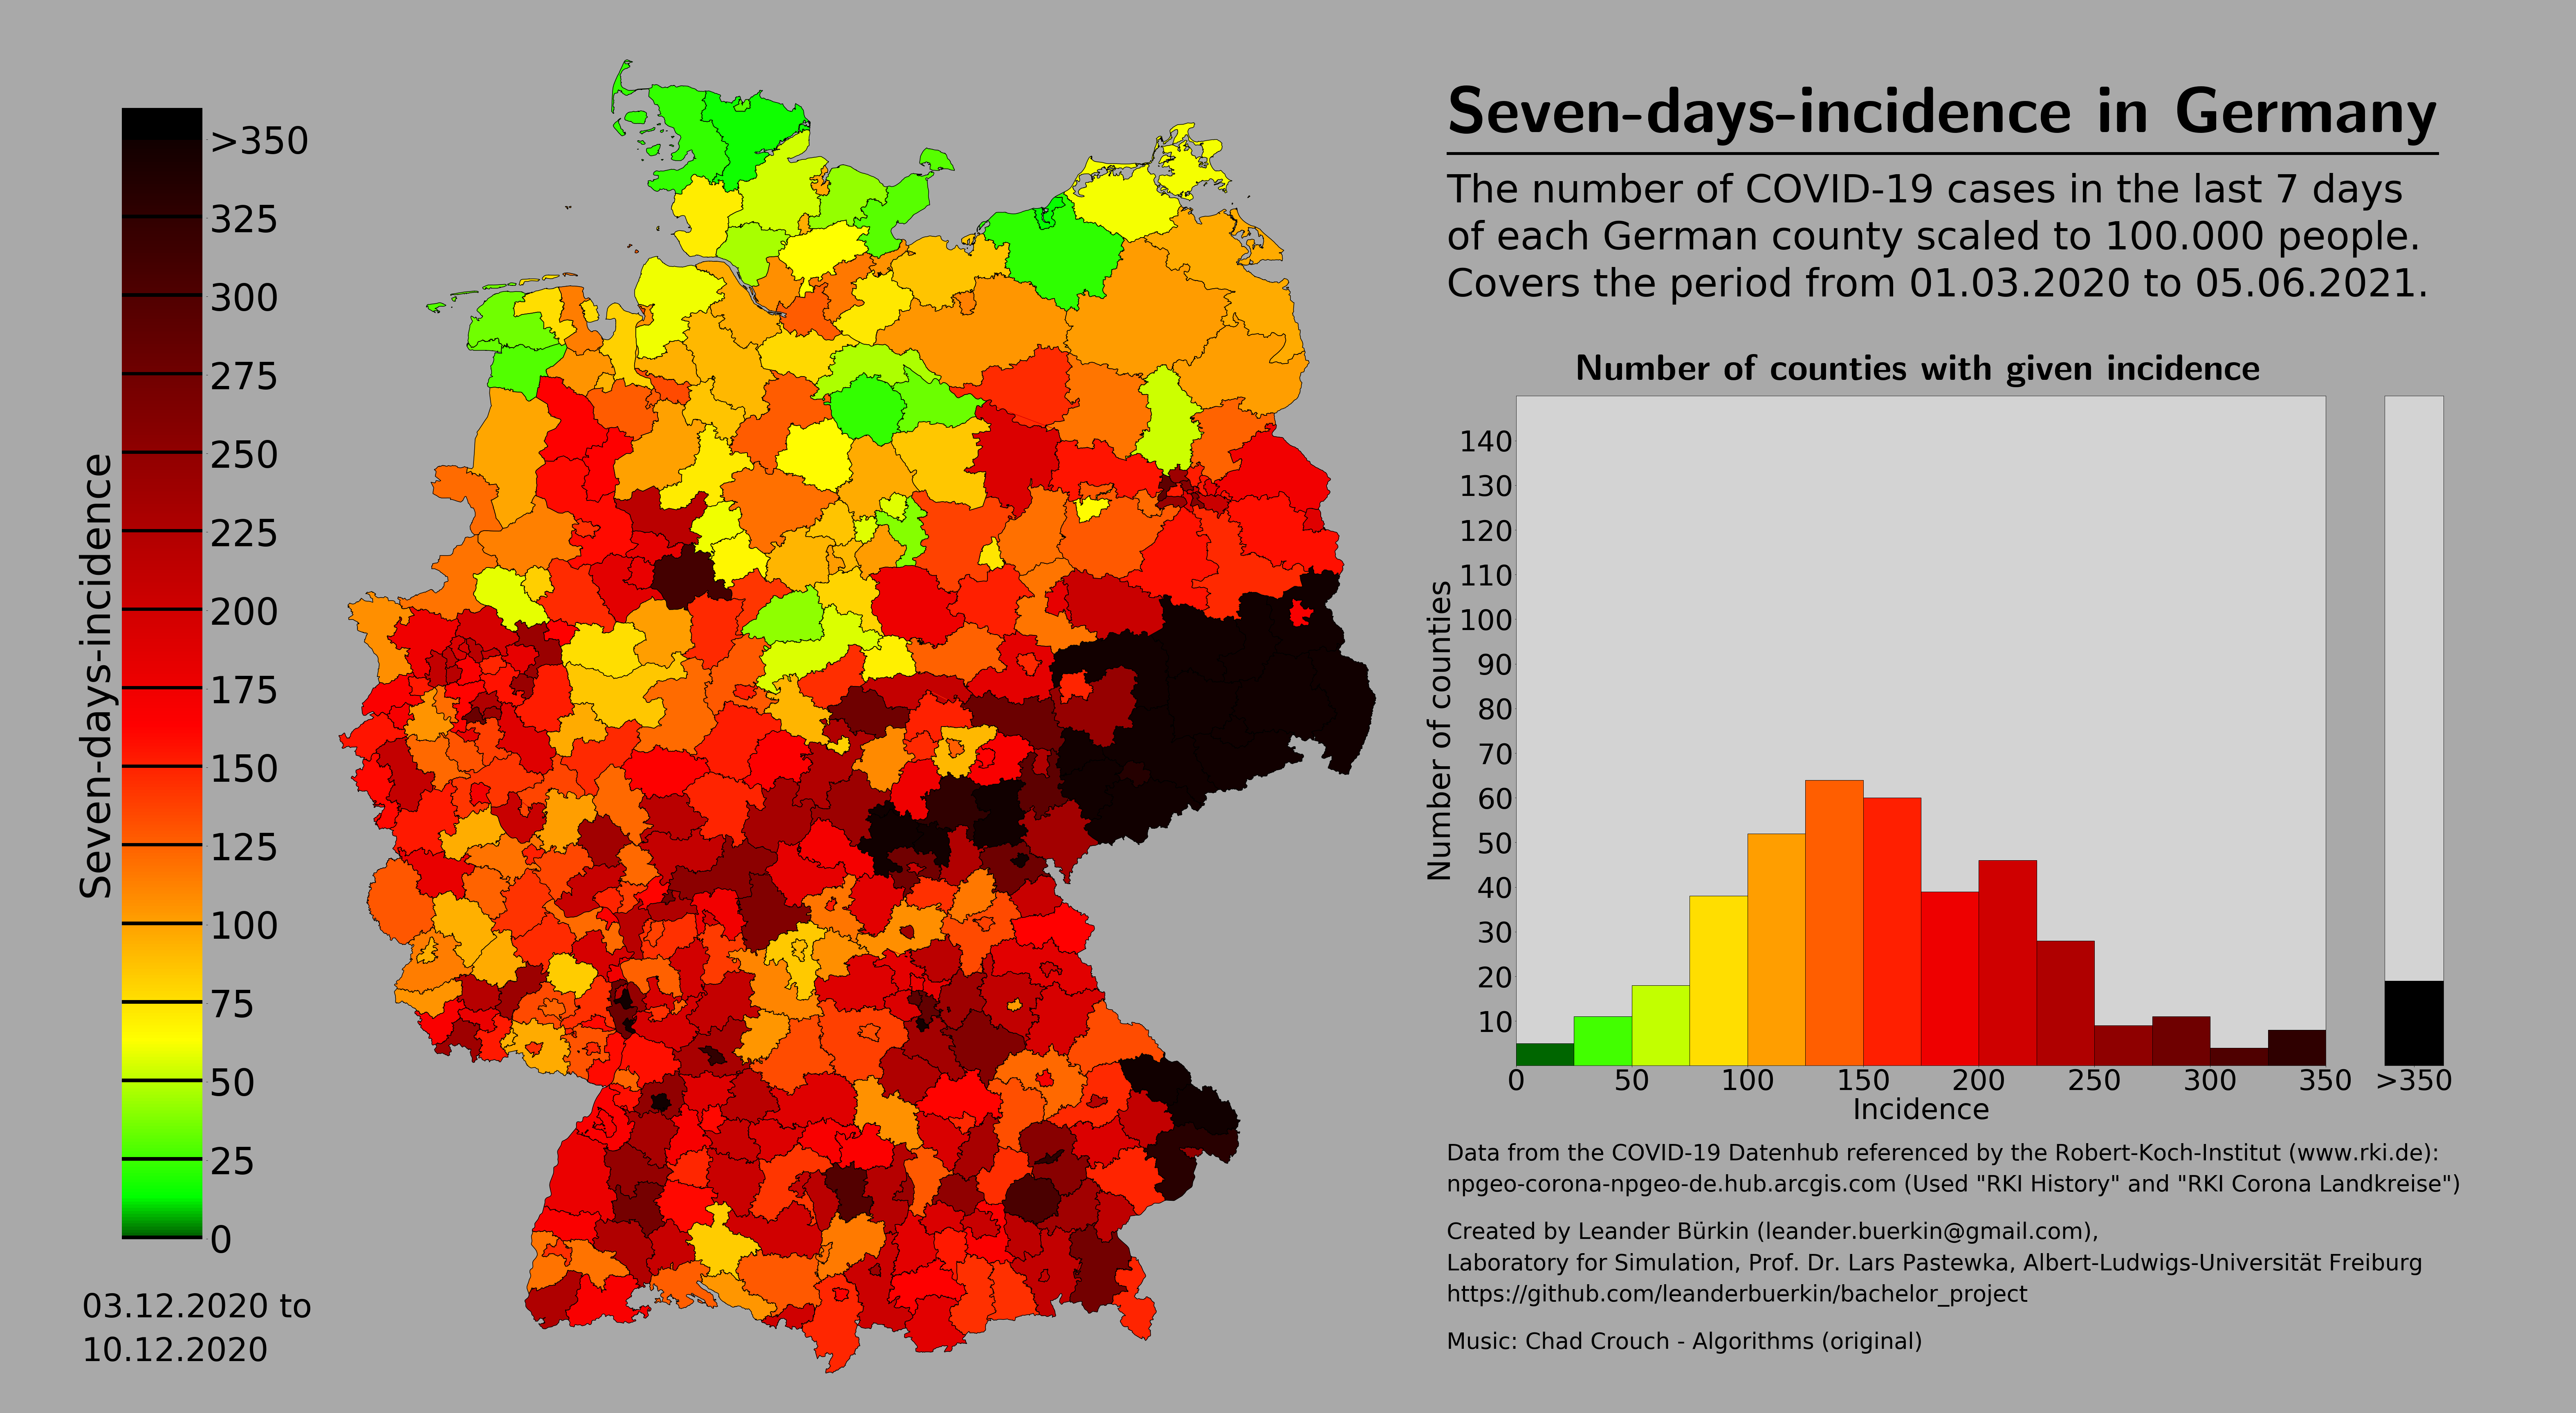 Seven-days-incidence in Germany
The number of COVID-19 cases in the last 7 days
of each German county scaled to 100.000 people.
Covers the period from 01.03.2020 to 05.06.2021.
Seven-days-incidence
>350
325
300
275
250
225
200
175
150
125
100
75
50
25
0
03.12.2020 to
10.12.2020
Number of counties with given incidence
Number of counties
140
130
120
110
100
90
80
70
60
50
40
30
20
10
0 50 100 150 200 250 300 350 >350
Incidence
Data from the COVID-19 Datenhub referenced by the Robert-Koch-Institut (www.rki.de):
npgeo-corona-npgeo-de.hub.arcgis.com (Used "RKI History" and "RKI Corona Landkreise")
Created by Leander Bürkin (leander.buerkin@gmail.com),
Laboratory for Simulation, Prof. Dr. Lars Pastewka, Albert-Ludwigs-Universität Freiburg
https://github.com/leanderbuerkin/bachelor_project
Music: Chad Crouch - Algorithms (original)